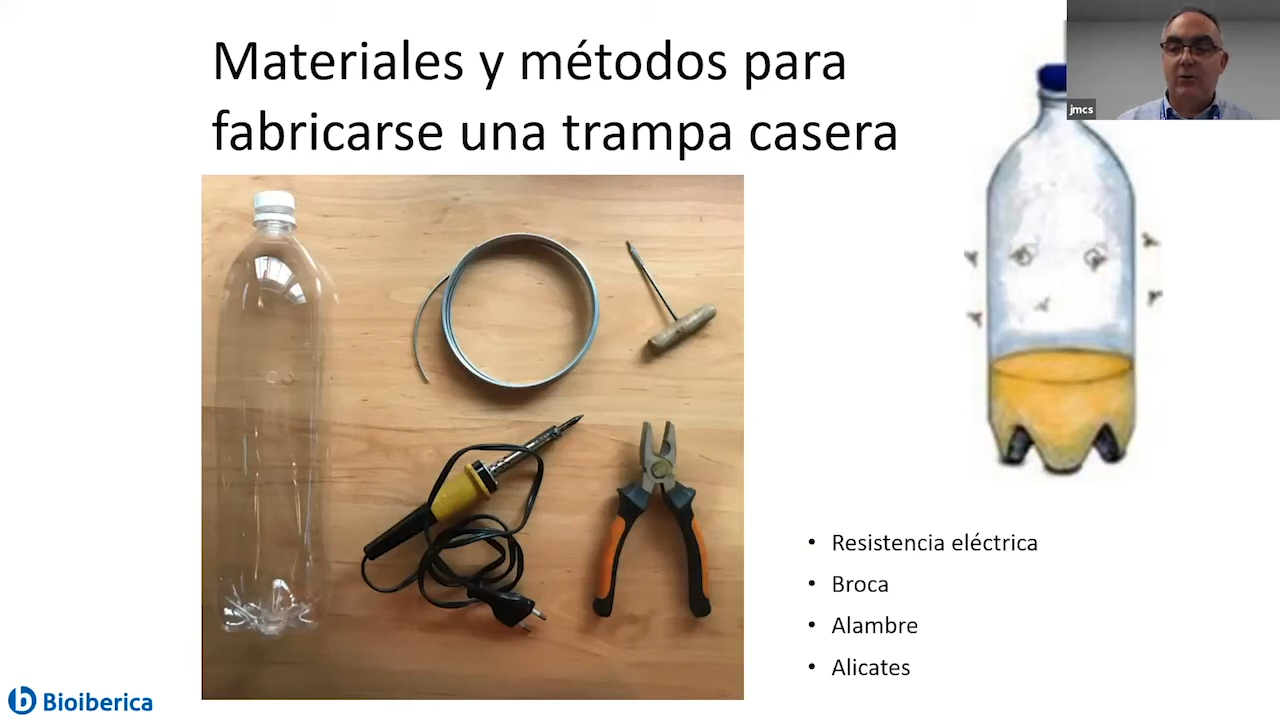 Materiales y métodos para
fabricarse una trampa casera
jmcs
• Resistencia eléctrica
• Broca
• Alambre
• Alicates
Bioiberica